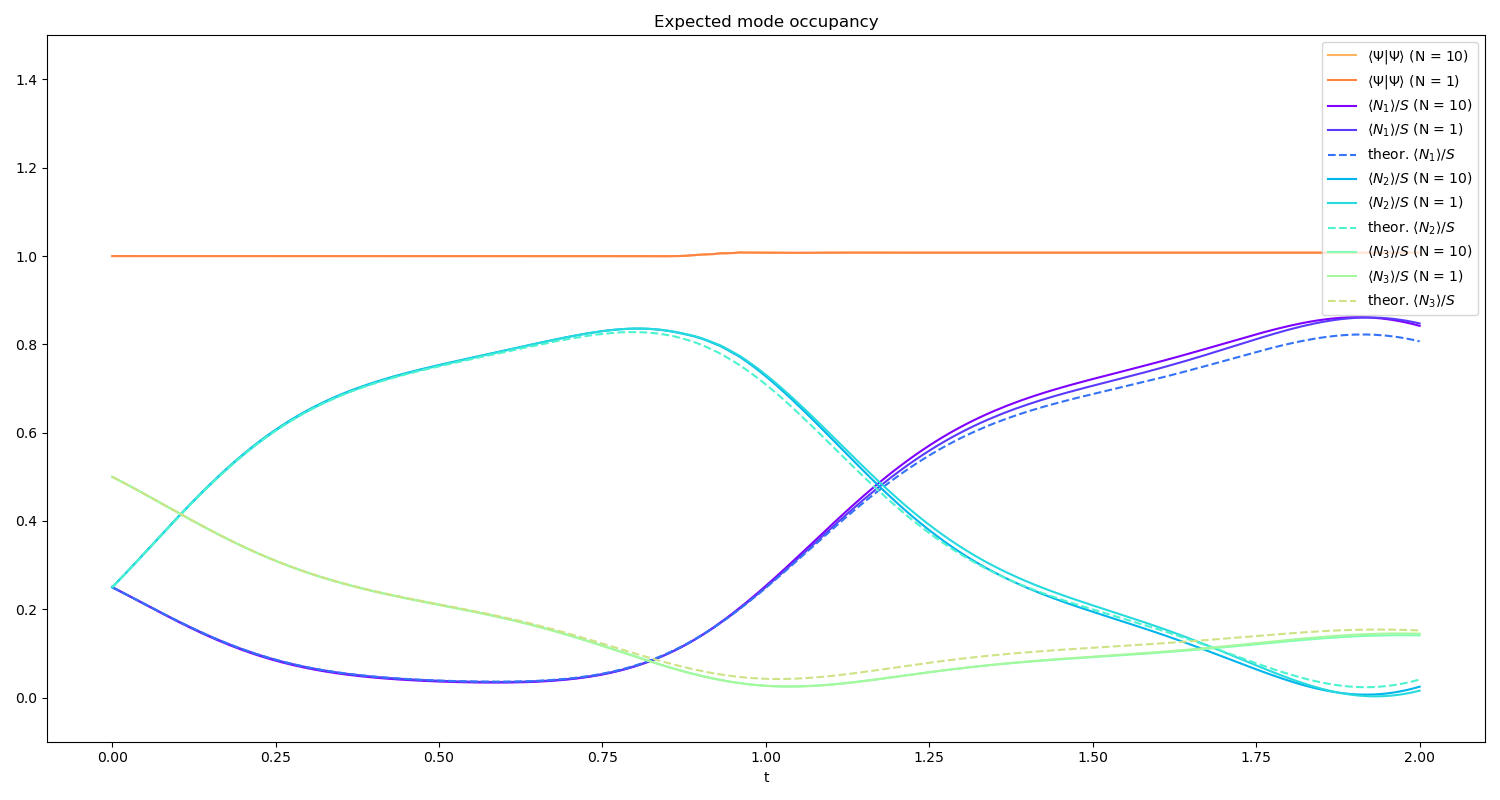 Expected mode occupancy
1.4
1.2
1.0
0.8
0.6
0.4
0.2
0.0
⟨Ψ|Ψ⟩ (N = 10)
⟨Ψ|Ψ⟩ (N = 1)
⟨N₁⟩/S (N = 10)
⟨N₁⟩/S (N = 1)
theor. ⟨N₁⟩/S
⟨N₂⟩/S (N = 10)
⟨N₂⟩/S (N = 1)
theor. ⟨N₂⟩/S
⟨N₃⟩/S (N = 10)
⟨N₃⟩/S (N = 1)
theor. ⟨N₃⟩/S
0.00 0.25 0.50 0.75 1.00 1.25 1.50 1.75 2.00
t